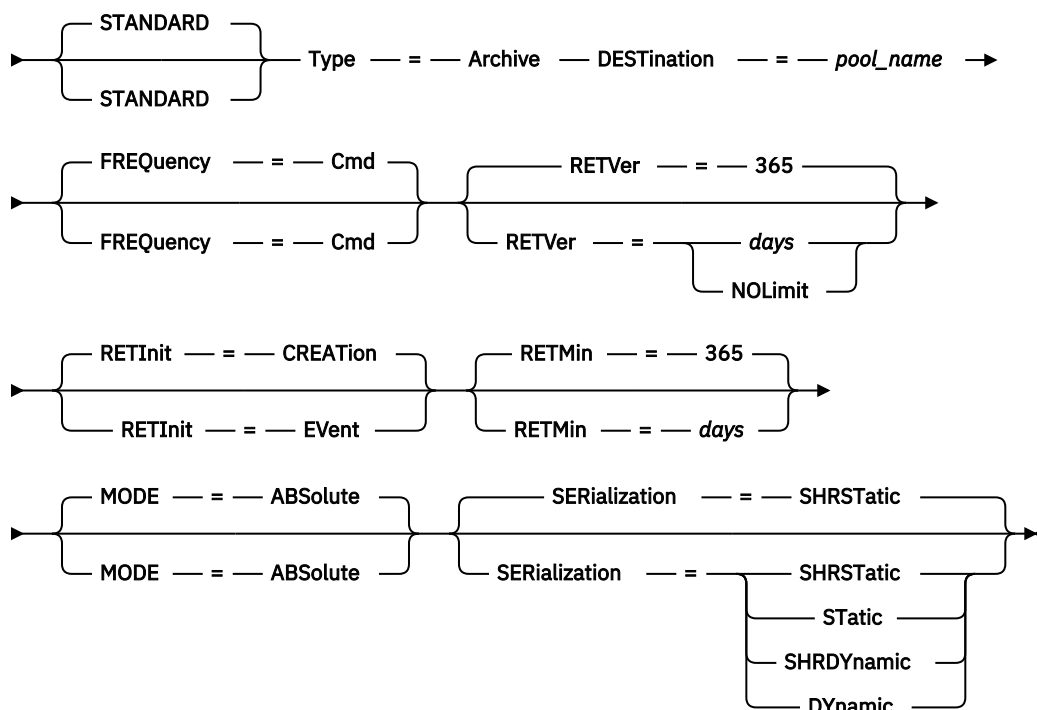 STANDARD
STANDARD
Type = Archive DESTination = pool_name
FREQuency = Cmd
FREQuency = Cmd
RETVer = 365
RETVer = days
NOLimit
RETInit = CREATion
RETInit = EVent
RETMin = 365
RETMin = days
MODE = ABSolute
MODE = ABSolute
SERialization = SHRSTatic
SERialization = SHRSTatic
STatic
SHRDYnamic
DYnamic